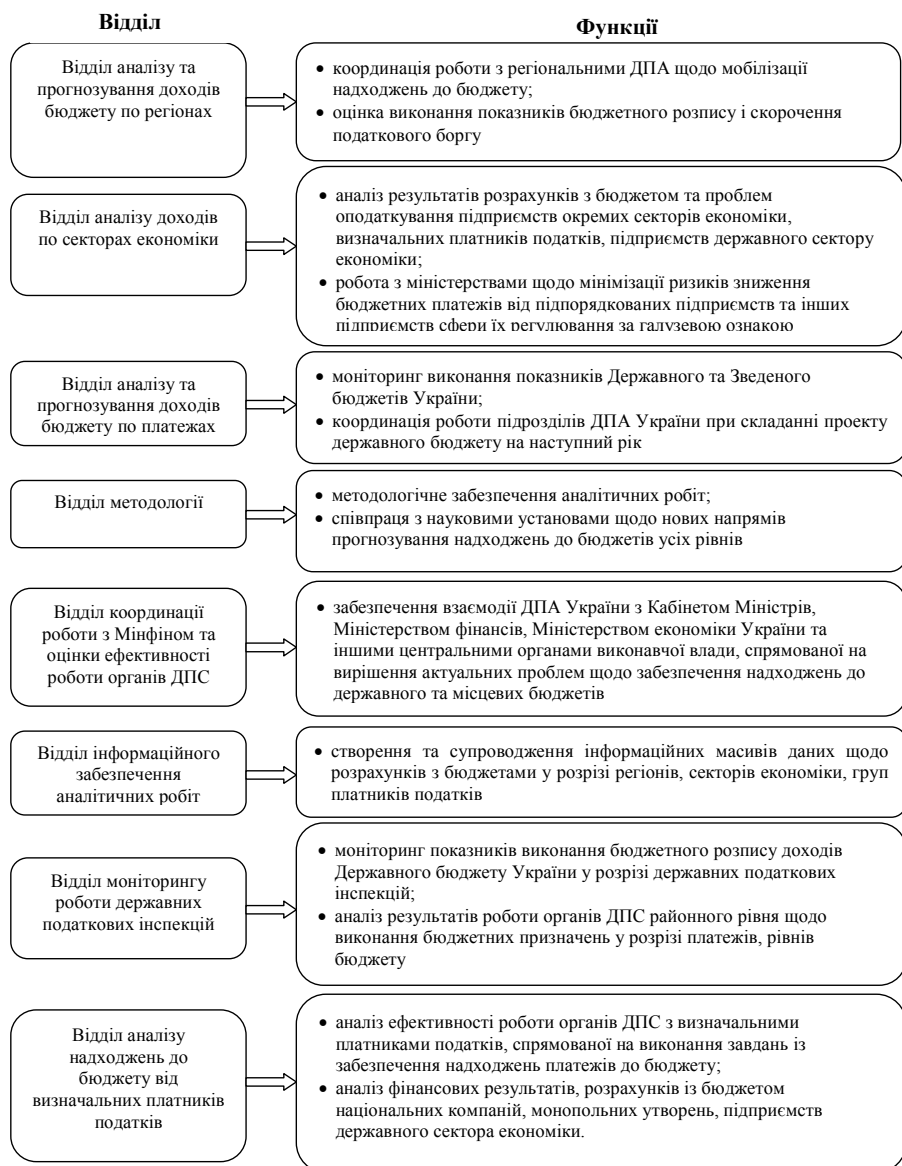 Відділ
Функції
Відділ аналізу та
прогнозування доходів
бюджету по регіонах
• координація роботи з регіональними ДПА щодо мобілізації
надходжень до бюджету;
• оцінка виконання показників бюджетного розпису і скорочення
податкового боргу
Відділ аналізу доходів
по секторах економіки
• аналіз результатів розрахунків з бюджетом та проблем
оподаткування підприємств окремих секторів економіки,
визначальних платників податків, підприємств державного сектору
економіки;
• робота з міністерствами щодо мінімізації ризиків зниження
бюджетних платежів від підпорядкованих підприємств та інших
підприємств сфери їх регулювання за галузевою ознакою
Відділ аналізу та
прогнозування доходів
бюджету по платежах
• моніторинг виконання показників Державного та Зведеного
бюджетів України;
• координація роботи підрозділів ДПА України при складанні проекту
державного бюджету на наступний рік
Відділ методології
• методологічне забезпечення аналітичних робіт;
• співпраця з науковими установами щодо нових напрямів
прогнозування надходжень до бюджетів усіх рівнів
Відділ координації
роботи з Мінфіном та
оцінки ефективності
роботи органів ДПС
• забезпечення взаємодії ДПА України з Кабінетом Міністрів,
Міністерством фінансів, Міністерством економіки України та
іншими центральними органами виконавчої влади, спрямованої на
вирішення актуальних проблем щодо забезпечення надходжень до
державного та місцевих бюджетів
Відділ інформаційного
забезпечення
аналітичних робіт
• створення та супроводження інформаційних масивів даних щодо
розрахунків з бюджетами у розрізі регіонів, секторів економіки, груп
платників податків
Відділ моніторингу
роботи державних
податкових інспекцій
• моніторинг показників виконання бюджетного розпису доходів
Державного бюджету України у розрізі державних податкових
інспекцій;
• аналіз результатів роботи органів ДПС районного рівня щодо
виконання бюджетних призначень у розрізі платежів, рівнів
бюджету
Відділ аналізу
надходжень до
бюджету від
визначальних платників
податків
• аналіз ефективності роботи органів ДПС з визначальними
платниками податків, спрямованої на виконання завдань із
забезпечення надходжень платежів до бюджету;
• аналіз фінансових результатів, розрахунків із бюджетом
національних компаній, монопольних утворень, підприємств
державного сектора економіки.